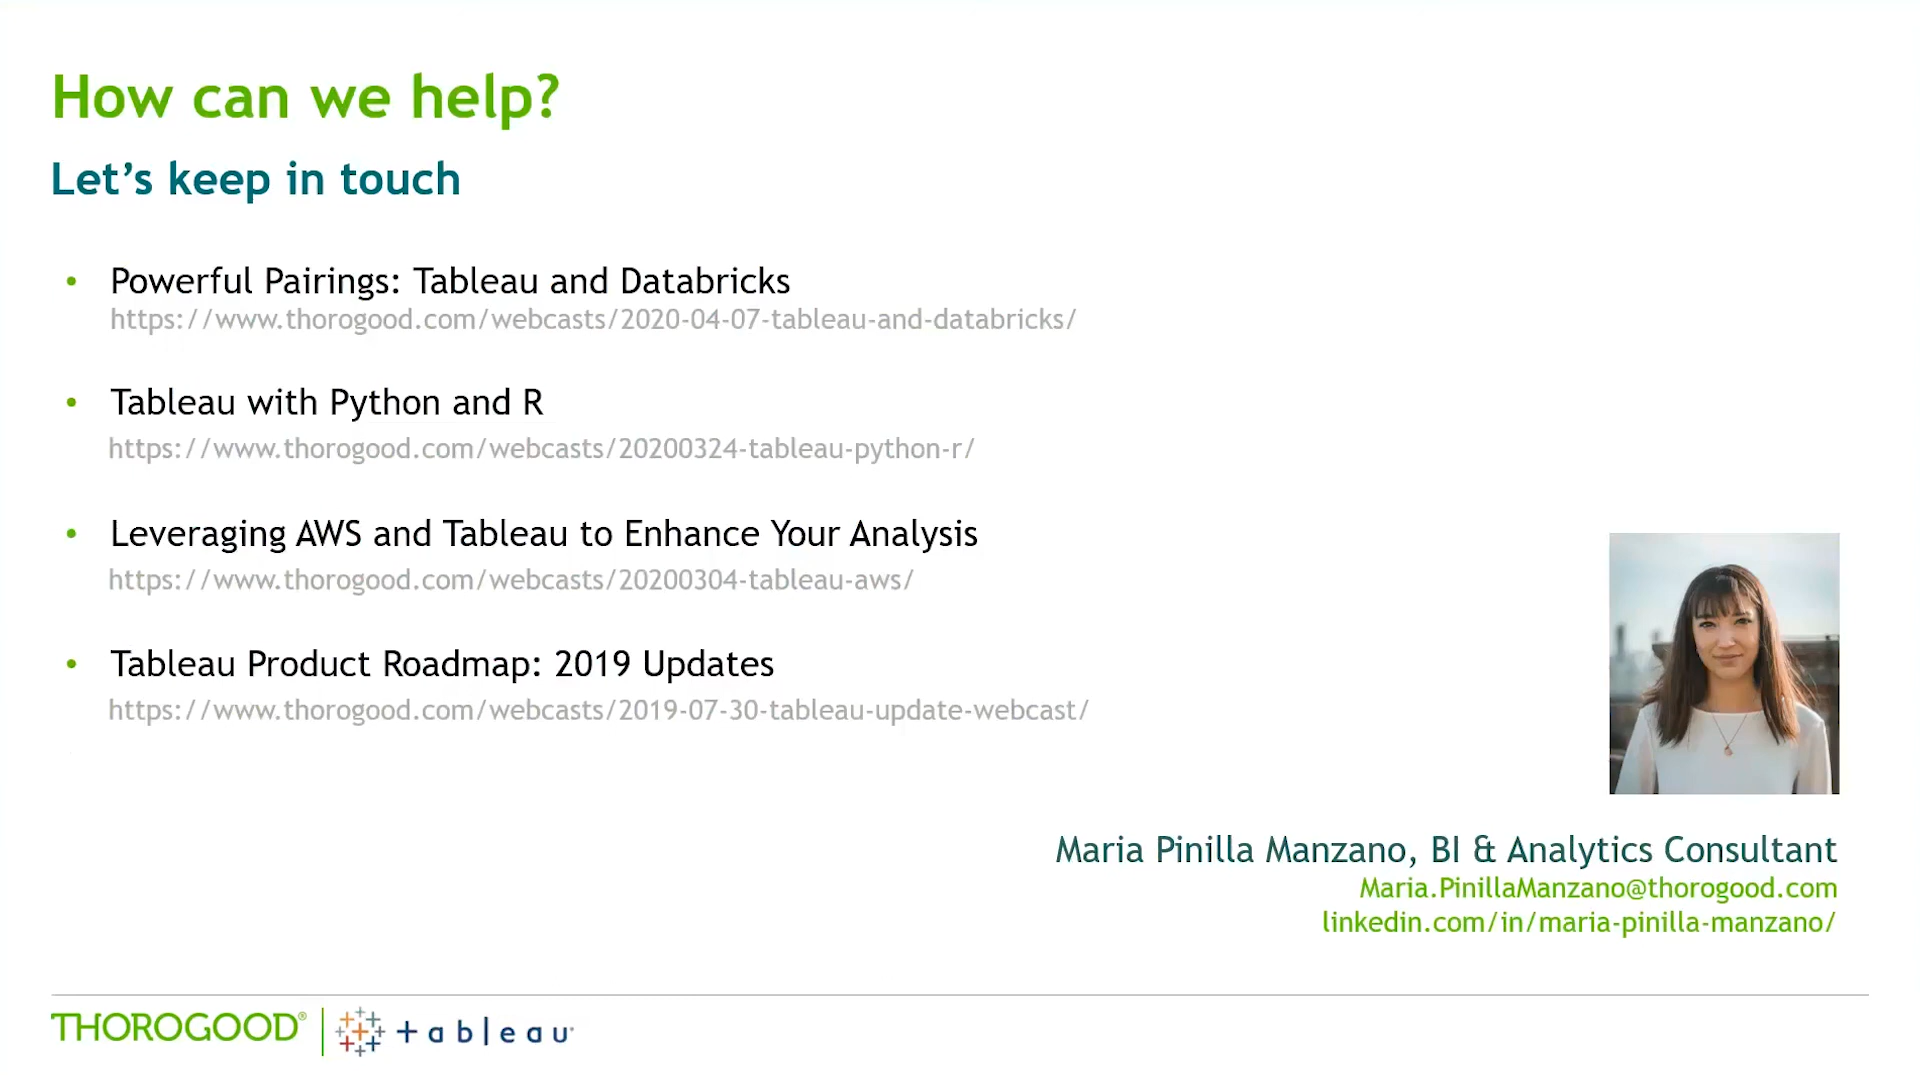 How can we help?
Let’s keep in touch
• Powerful Pairings: Tableau and Databricks
https://www.thorogood.com/webcasts/2020-04-07-tableau-and-databricks/
• Tableau with Python and R
https://www.thorogood.com/webcasts/20200324-tableau-python-r/
• Leveraging AWS and Tableau to Enhance Your Analysis
https://www.thorogood.com/webcasts/20200304-tableau-aws/
• Tableau Product Roadmap: 2019 Updates
https://www.thorogood.com/webcasts/2019-07-30-tableau-update-webcast/
Maria Pinilla Manzano, BI & Analytics Consultant
Maria.PinillaManzano@thorogood.com
linkedin.com/in/maria-pinilla-manzano/
THOROGOOD® | +ableau